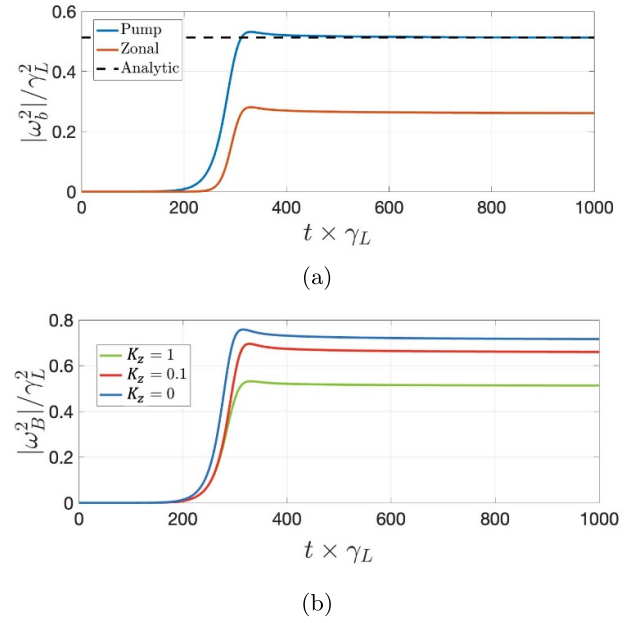 0.6
0.4
0.2
0
|ω_b^2|/γ_L^2
Pump
Zonal
Analytic
0 200 400 600 800 1000
t × γ_L
(a)
0.8
0.6
0.4
0.2
0
|ω_B^2|/γ_L^2
K_z = 1
K_z = 0.1
K_z = 0
0 200 400 600 800 1000
t × γ_L
(b)